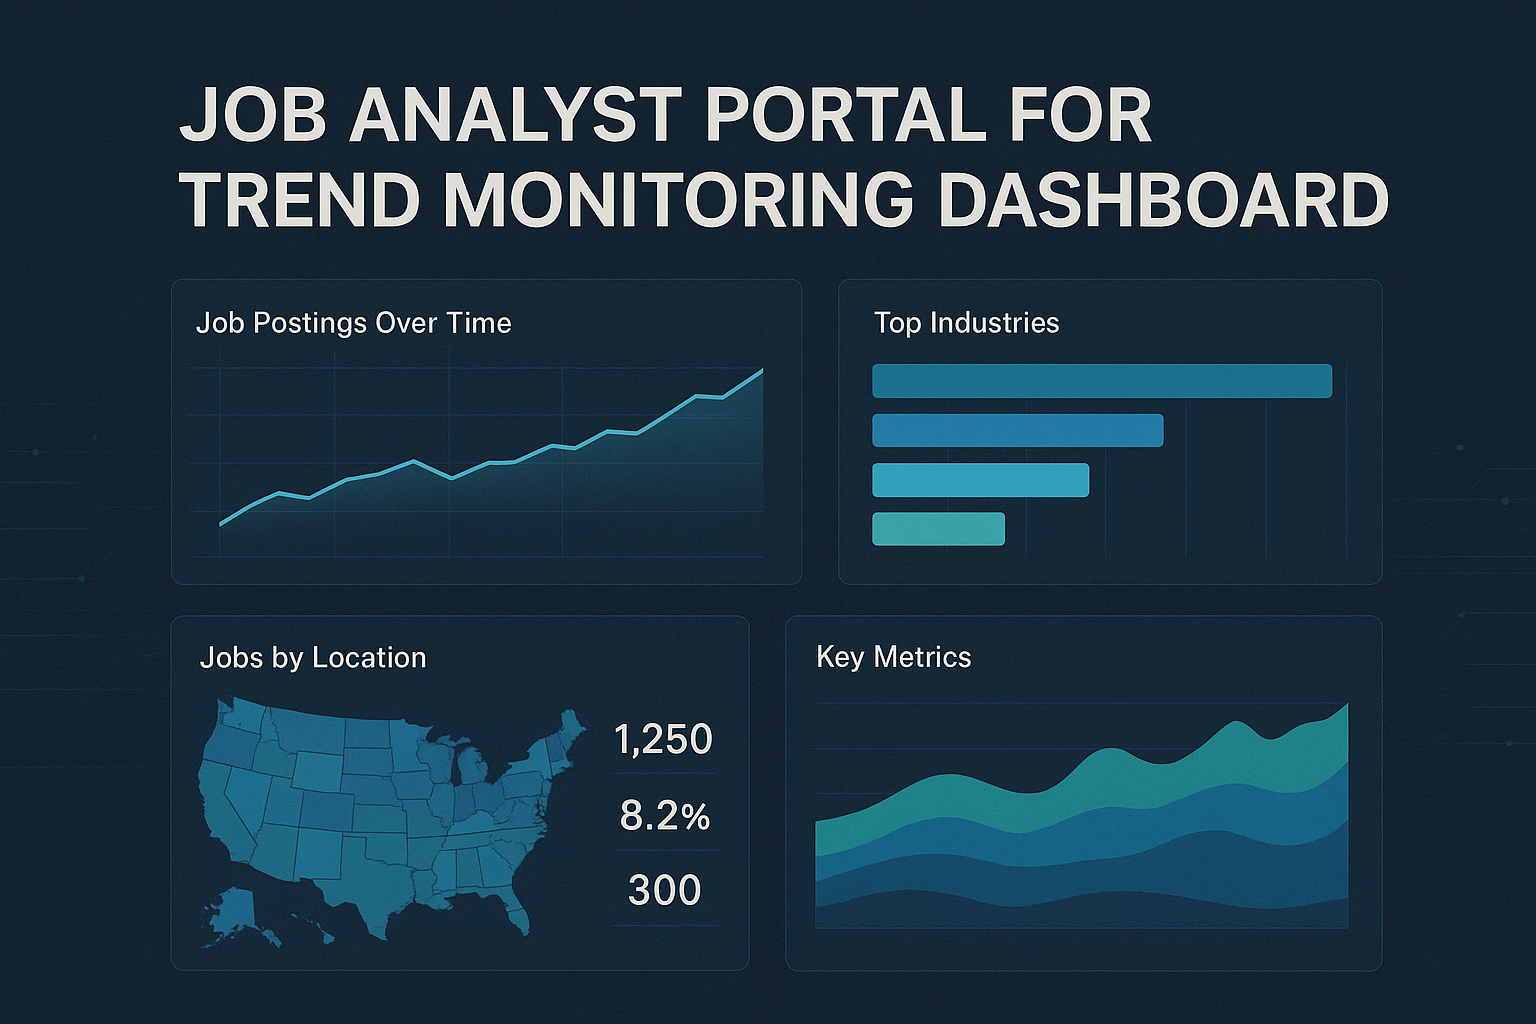 JOB ANALYST PORTAL FOR
TREND MONITORING DASHBOARD
Job Postings Over Time
Top Industries
Jobs by Location
1,250
8.2%
300
Key Metrics